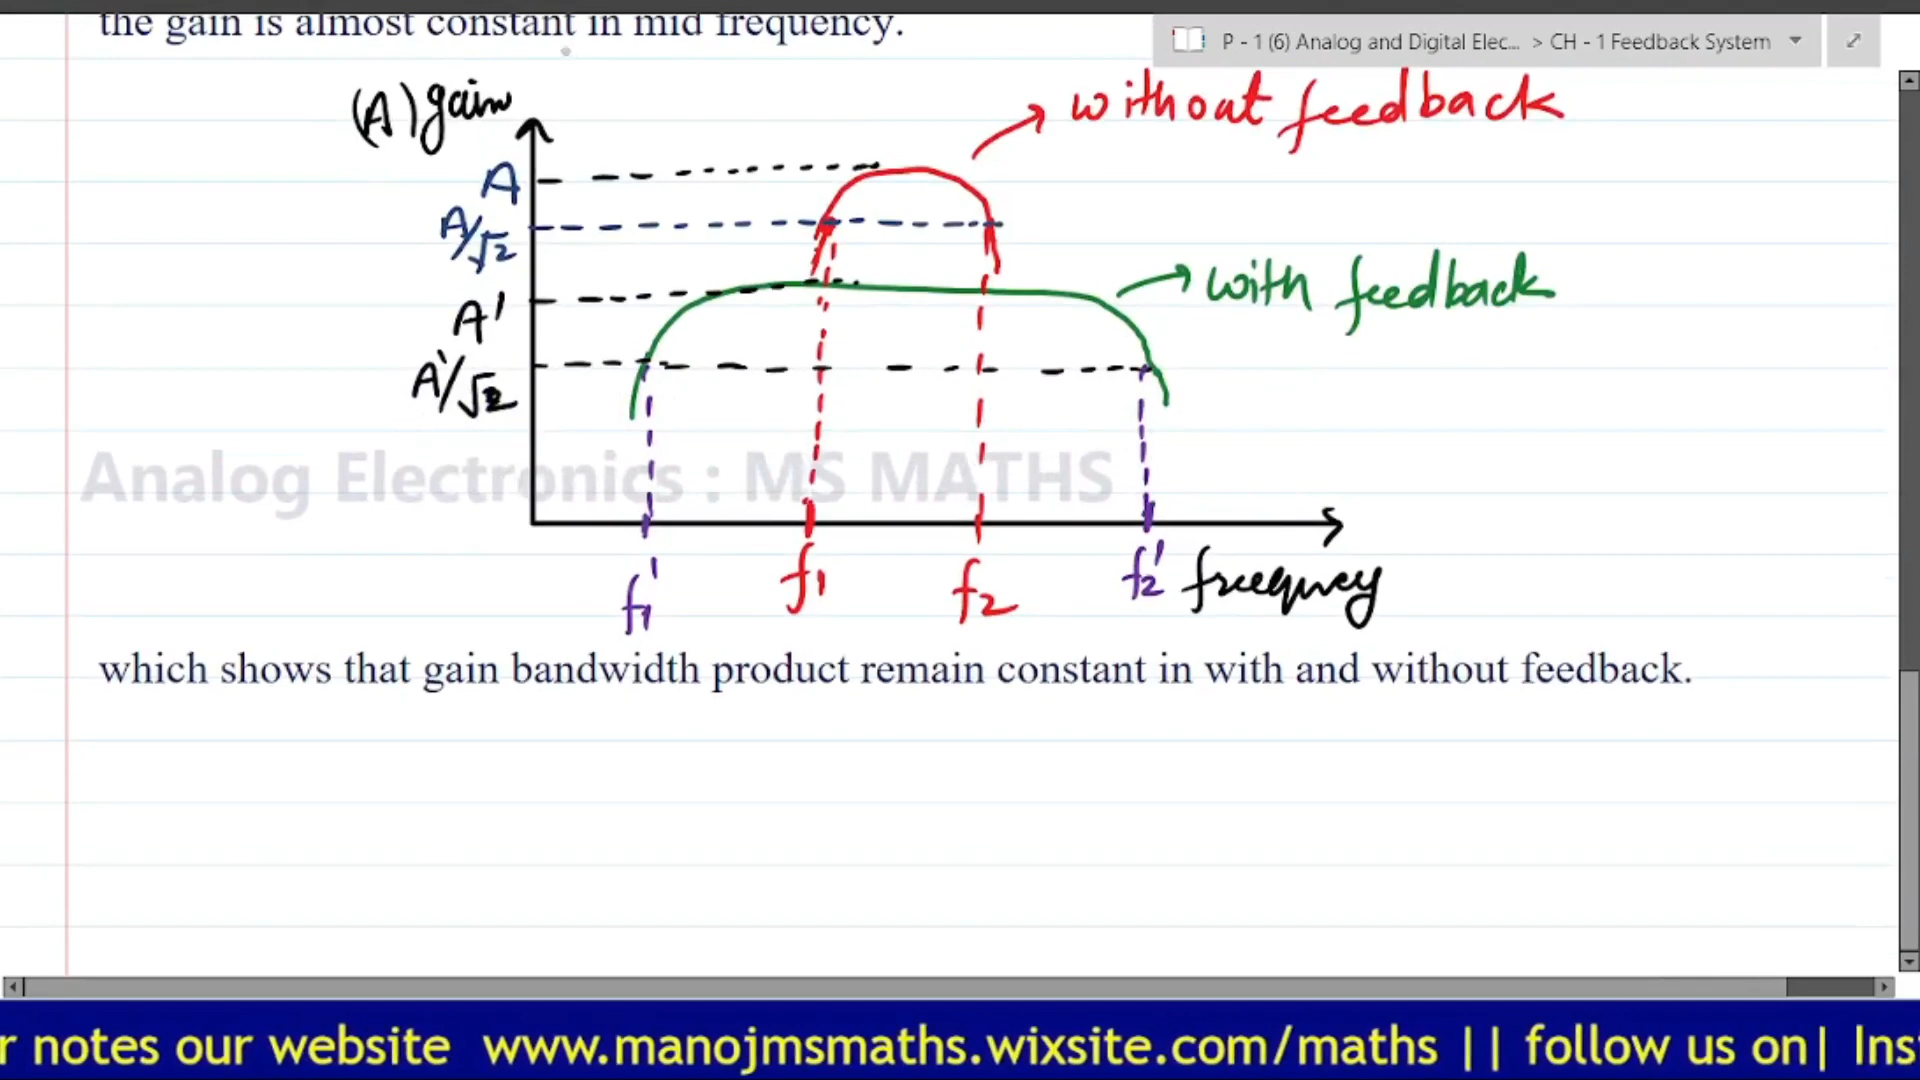 the gain is almost constant in mid frequency.
P - 1 (6) Analog and Digital Elec... > CH - 1 Feedback System
(A) gain
without feedback
A
A/√2
with feedback
A'
A'/√2
Analog Electronics : MS MATHS
f1' f1 f2 f2' frequency
which shows that gain bandwidth product remain constant in with and without feedback.
r notes our website www.manojmsmaths.wixsite.com/maths || follow us on| Ins